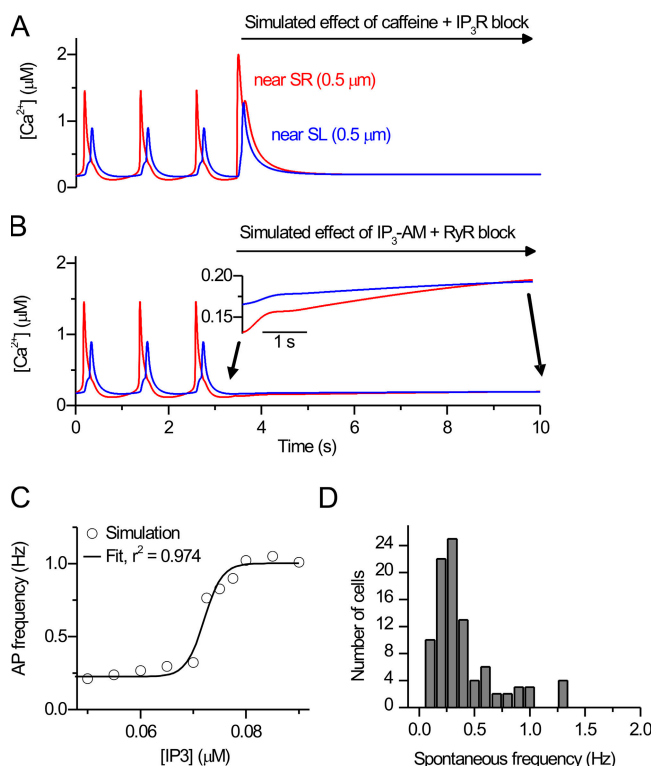 A
Simulated effect of caffeine + IP₃R block
[Ca²⁺] (μM)
2
1
0
near SR (0.5 μm)
near SL (0.5 μm)
B
Simulated effect of IP₃-AM + RyR block
[Ca²⁺] (μM)
2
1
0
0.20
0.15
1 s
0 2 4 6 8 10
Time (s)
C
AP frequency (Hz)
1.0
0.5
0.0
Simulation
Fit, r² = 0.974
0.06 0.08
[IP3] (μM)
D
Number of cells
24
20
16
12
8
4
0
0.0 0.5 1.0 1.5 2.0
Spontaneous frequency (Hz)